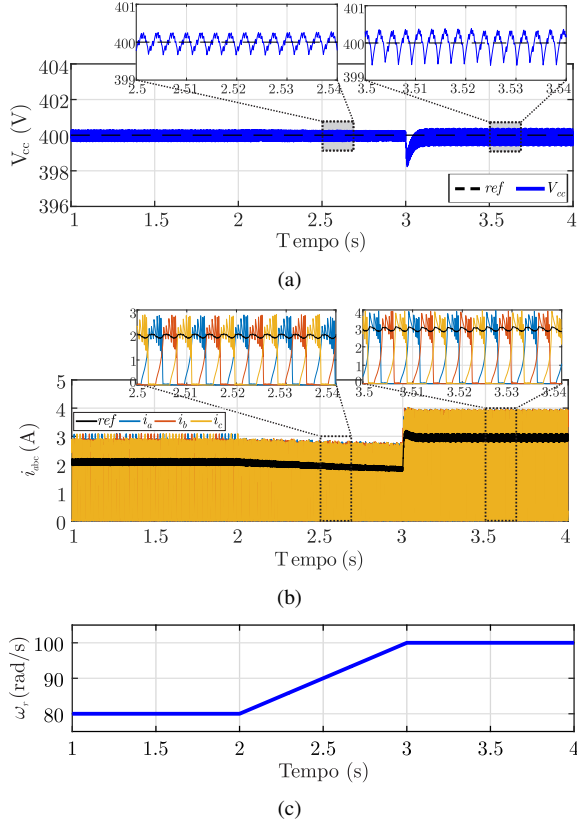 401
400
399
2.5 2.51 2.52 2.53 2.54
401
400
399
3.5 3.51 3.52 3.53 3.54
404
402
400
398
396
V_cc (V)
ref V_cc
1 1.5 2 2.5 3 3.5 4
Tempo (s)
(a)
3
2
1
0
2.5 2.51 2.52 2.53 2.54
4
3
2
1
0
3.5 3.51 3.52 3.53 3.54
5
4
3
2
1
0
i_abc (A)
ref i_a i_b i_c
1 1.5 2 2.5 3 3.5 4
Tempo (s)
(b)
100
90
80
ω_r (rad/s)
1 1.5 2 2.5 3 3.5 4
Tempo (s)
(c)